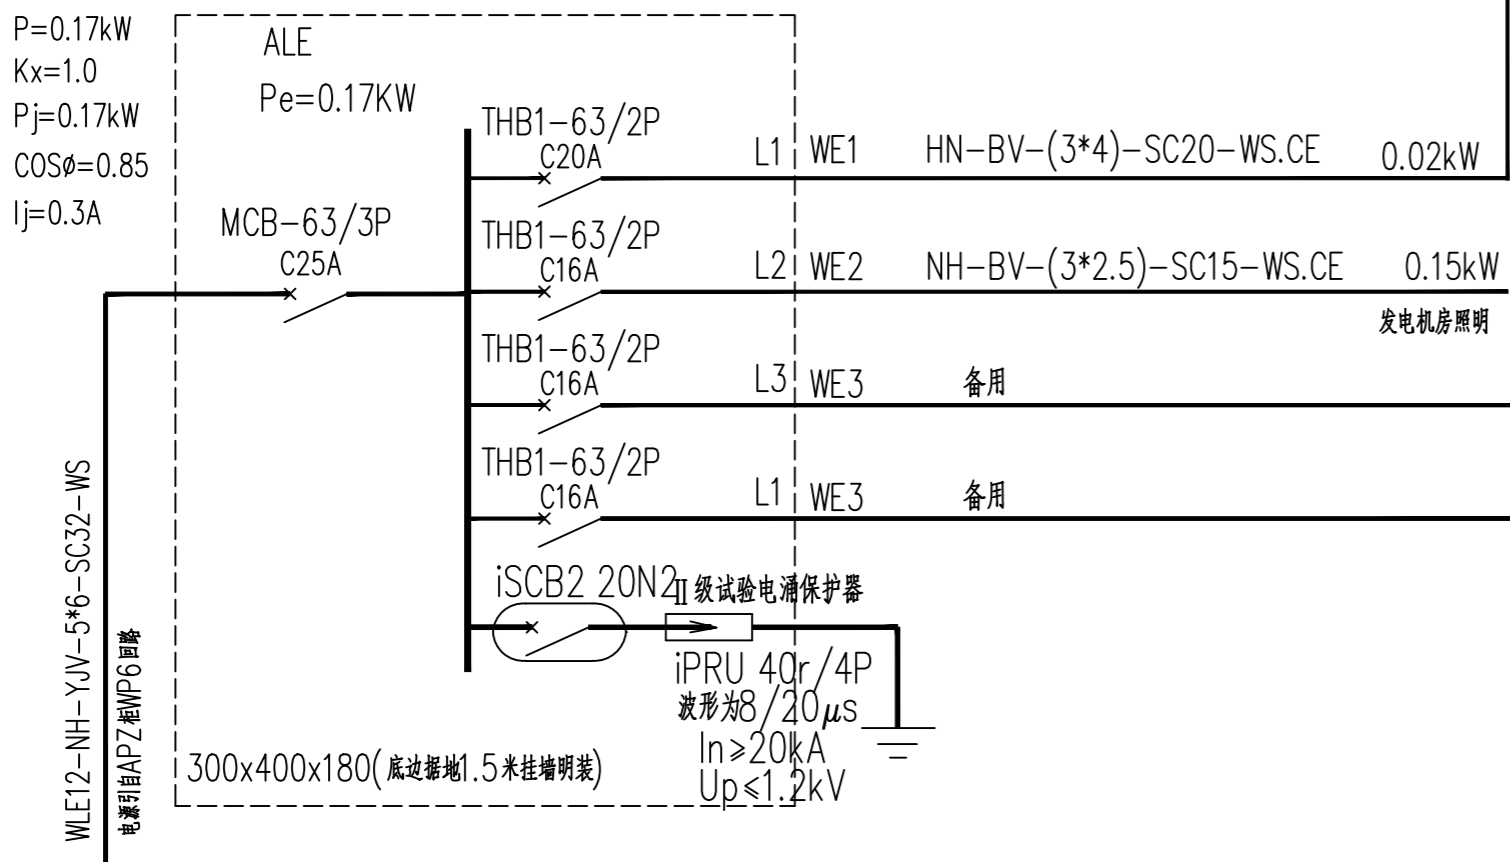 P=0.17kW
Kx=1.0
Pj=0.17kW
COSø=0.85
Ij=0.3A
ALE
Pe=0.17KW
MCB-63/3P
C25A
THB1-63/2P
C20A
L1 WE1 HN-BV-(3*4)-SC20-WS.CE 0.02kW
THB1-63/2P
C16A
L2 WE2 NH-BV-(3*2.5)-SC15-WS.CE 0.15kW
发电机房照明
THB1-63/2P
C16A
L3 WE3 备用
THB1-63/2P
C16A
L1 WE3 备用
iSCB2 20N2
II级试验电涌保护器
iPRU 40r/4P
波形为8/20μs
In≥20kA
Up≤1.2kV
300x400x180(底边据地1.5米挂墙明装)
WLE12-NH-YJV-5*6-SC32-WS
电源引自APZ柜WP6回路